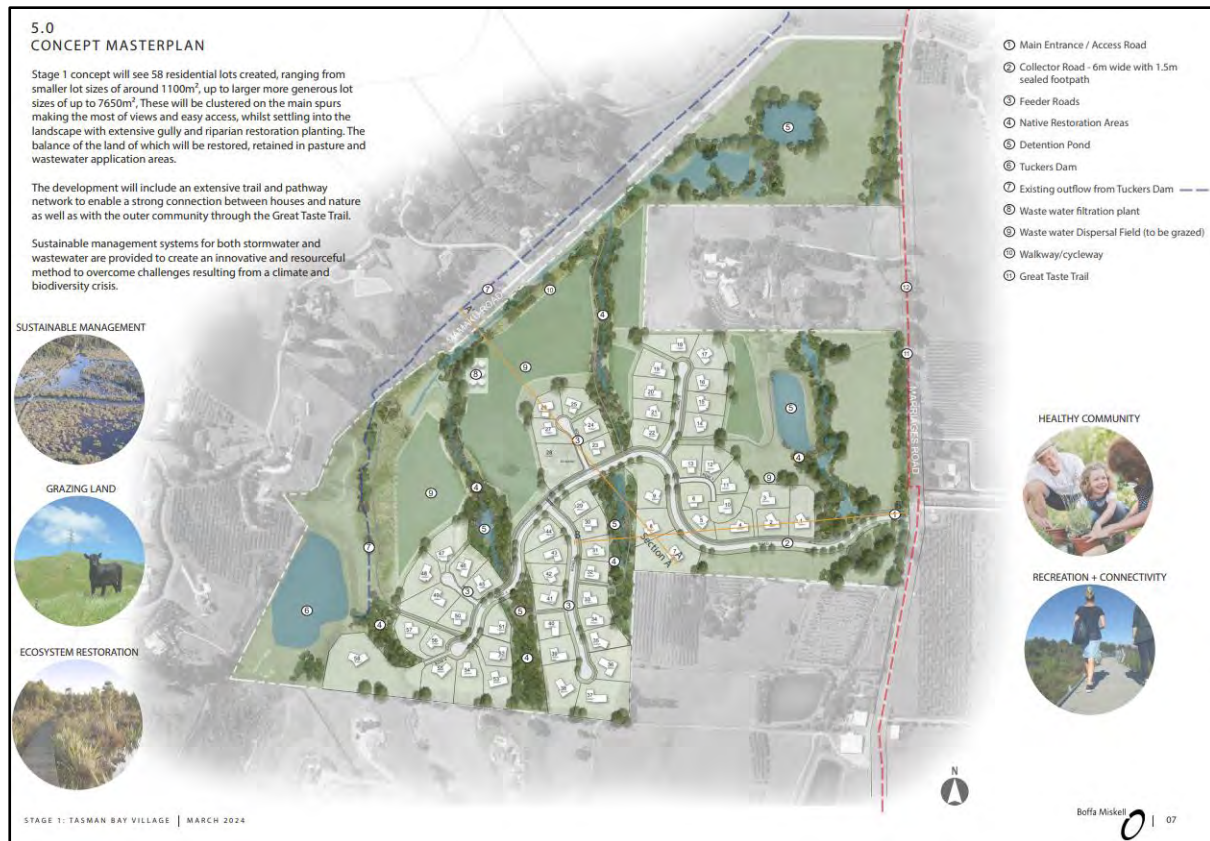 5.0
CONCEPT MASTERPLAN
Stage 1 concept will see 58 residential lots created, ranging from
smaller lot sizes of around 1100m², up to larger more generous lot
sizes of up to 7650m², These will be clustered on the main spurs
making the most of views and easy access, whilst settling into the
landscape with extensive gully and riparian restoration planting. The
balance of the land of which will be restored, retained in pasture and
wastewater application areas.
The development will include an extensive trail and pathway
network to enable a strong connection between houses and nature
as well as with the outer community through the Great Taste Trail.
Sustainable management systems for both stormwater and
wastewater are provided to create an innovative and resourceful
method to overcome challenges resulting from a climate and
biodiversity crisis.
SUSTAINABLE MANAGEMENT
GRAZING LAND
ECOSYSTEM RESTORATION
MARRIAGES ROAD
Section A
1 Main Entrance / Access Road
2 Collector Road - 6m wide with 1.5m
sealed footpath
3 Feeder Roads
4 Native Restoration Areas
5 Detention Pond
6 Tuckers Dam
7 Existing outflow from Tuckers Dam
8 Waste water filtration plant
9 Waste water Dispersal Field (to be grazed)
10 Walkway/cycleway
11 Great Taste Trail
HEALTHY COMMUNITY
RECREATION + CONNECTIVITY
N
STAGE 1: TASMAN BAY VILLAGE | MARCH 2024
Boffa Miskell
07